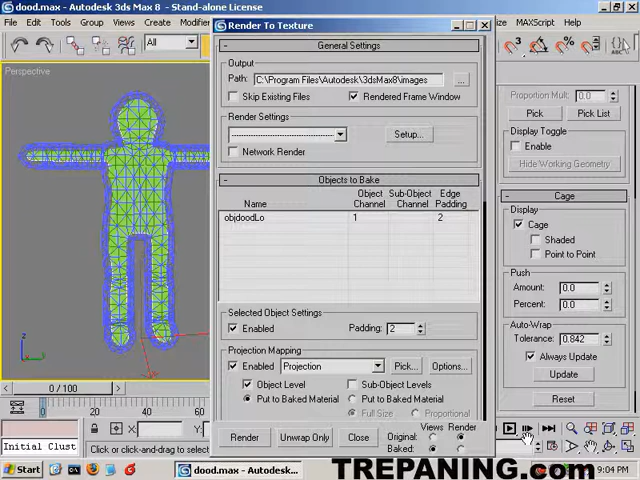 dood.max - Autodesk 3ds Max 8 - Stand-alone License
File Edit Tools Group Views Create
MAXScript Help
All
Perspective
Render To Texture
General Settings
Output
Path: C:\Program Files\Autodesk\3dsMax8\images ...
Skip Existing Files Rendered Frame Window
Render Settings
Setup...
Network Render
Objects to Bake
Name Object Channel Sub-Object Channel Edge Padding
objdoodLo 1 2
Selected Object Settings
Enabled Padding: 2
Projection Mapping
Enabled Projection Pick... Options...
Object Level Sub-Object Levels
Put to Baked Material Put to Baked Material
Full Size Proportional
Render Unwrap Only Close
Views Render
Original:
Baked:
Proportion Mult: 0.0
Pick Pick List
Display Toggle
Enable
Hide Working Geometry
Cage
Display
Cage
Shaded
Point to Point
Push
Amount: 0.0
Percent: 0.0
Auto-Wrap
Tolerance: 0.842
Always Update
Update
Reset
0 / 100
0
X: Y:
Initial Clust
Click or click-and-drag to select
Start
dood.max - Autodesk...
TREPANING.com
5:04 PM